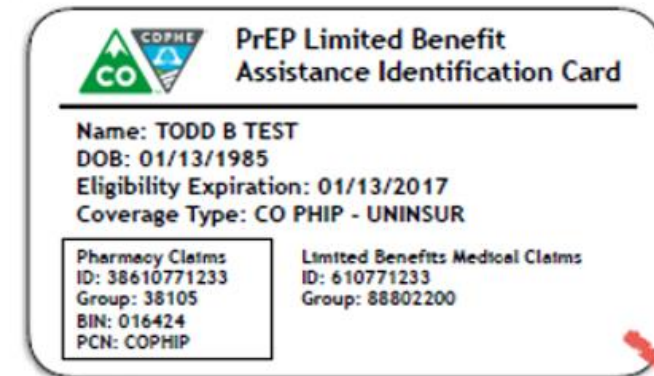 CO
CDPHE
PrEP Limited Benefit
Assistance Identification Card
Name: TODD B TEST
DOB: 01/13/1985
Eligibility Expiration: 01/13/2017
Coverage Type: CO PHIP - UNINSUR
Pharmacy Claims
ID: 38610771233
Group: 38105
BIN: 016424
PCN: COPHIP
Limited Benefits Medical Claims
ID: 610771233
Group: 88802200